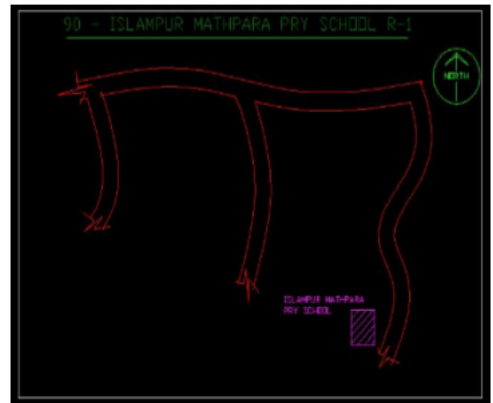 90 - ISLAMPUR MATHPARA PRY SCHOOL R-1
NORTH
ISLAMPUR MATHPARA
PRY SCHOOL